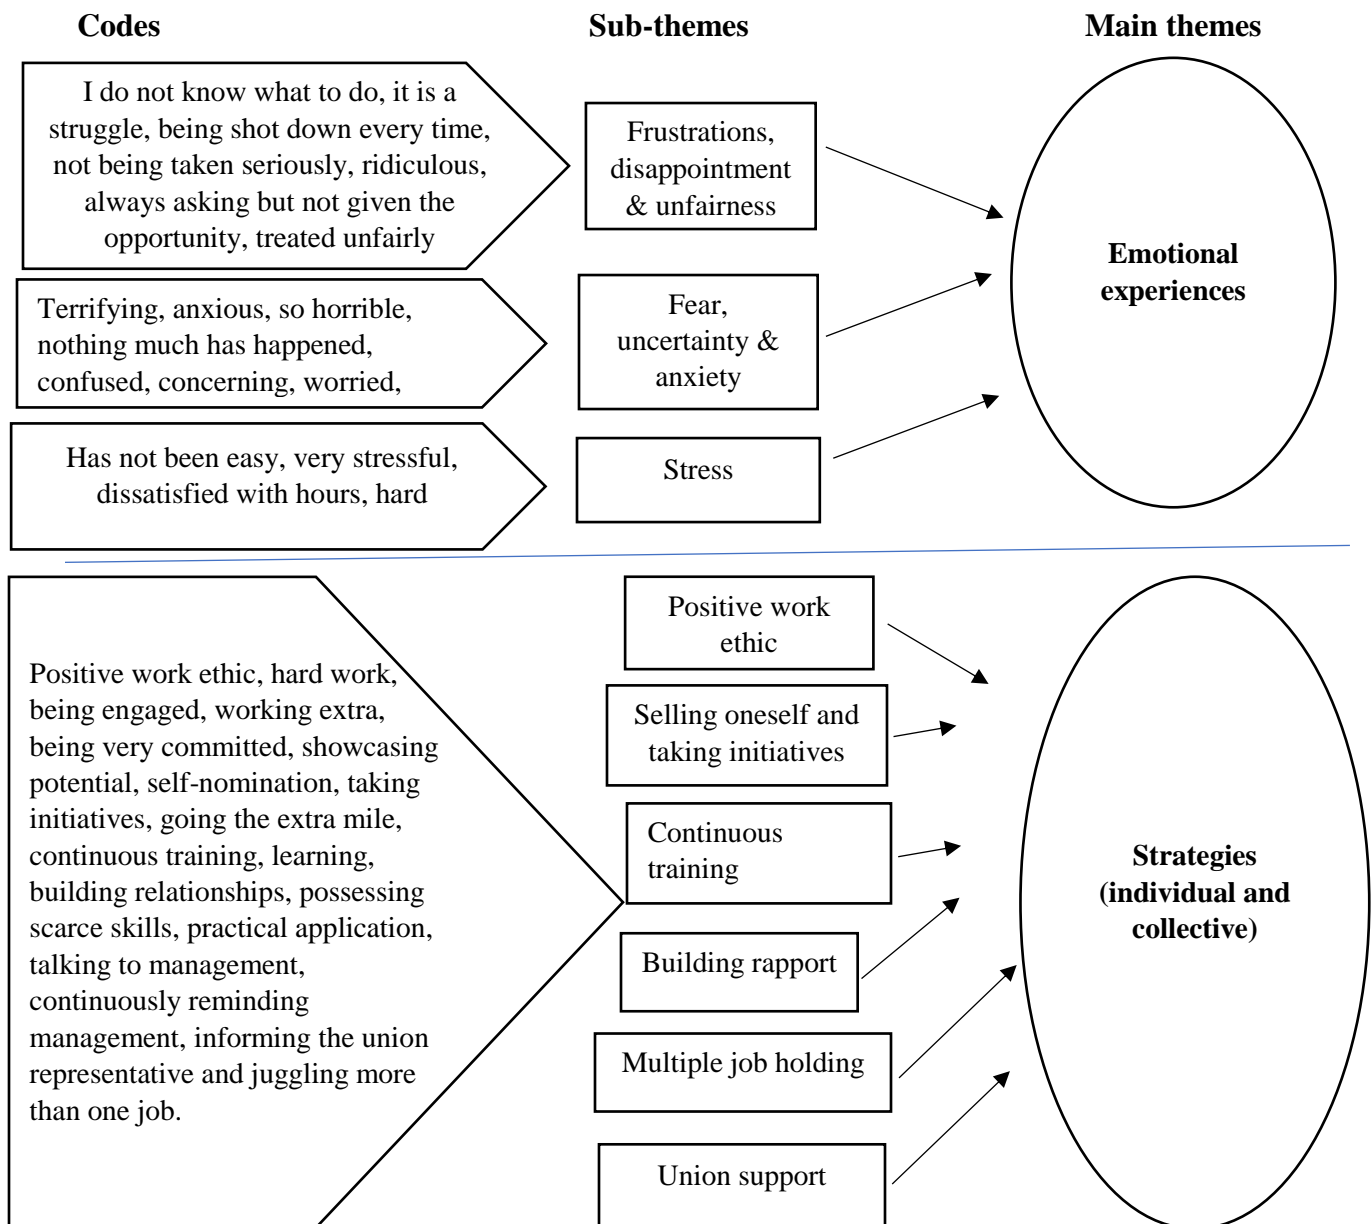 Codes
Sub-themes
Main themes
I do not know what to do, it is a
struggle, being shot down every time,
not being taken seriously, ridiculous,
always asking but not given the
opportunity, treated unfairly
Frustrations,
disappointment
& unfairness
Emotional
experiences
Terrifying, anxious, so horrible,
nothing much has happened,
confused, concerning, worried,
Fear,
uncertainty &
anxiety
Has not been easy, very stressful,
dissatisfied with hours, hard
Stress
Positive work ethic, hard work,
being engaged, working extra,
being very committed, showcasing
potential, self-nomination, taking
initiatives, going the extra mile,
continuous training, learning,
building relationships, possessing
scarce skills, practical application,
talking to management,
continuously reminding
management, informing the union
representative and juggling more
than one job.
Positive work
ethic
Selling oneself and
taking initiatives
Continuous
training
Building rapport
Multiple job holding
Union support
Strategies
(individual and
collective)